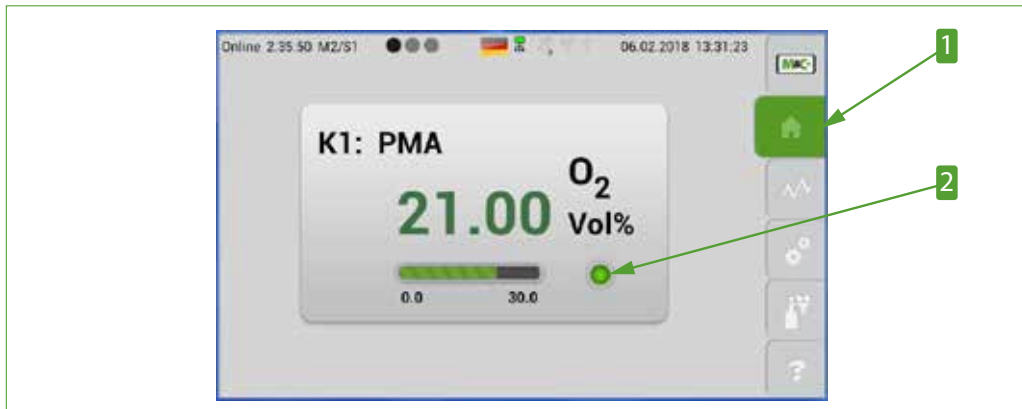 Online 2.35.50 M2/S1 06.02.2018 13:31:23
M&C
1
K1: PMA
O₂
21.00 Vol%
2
0.0 30.0
?